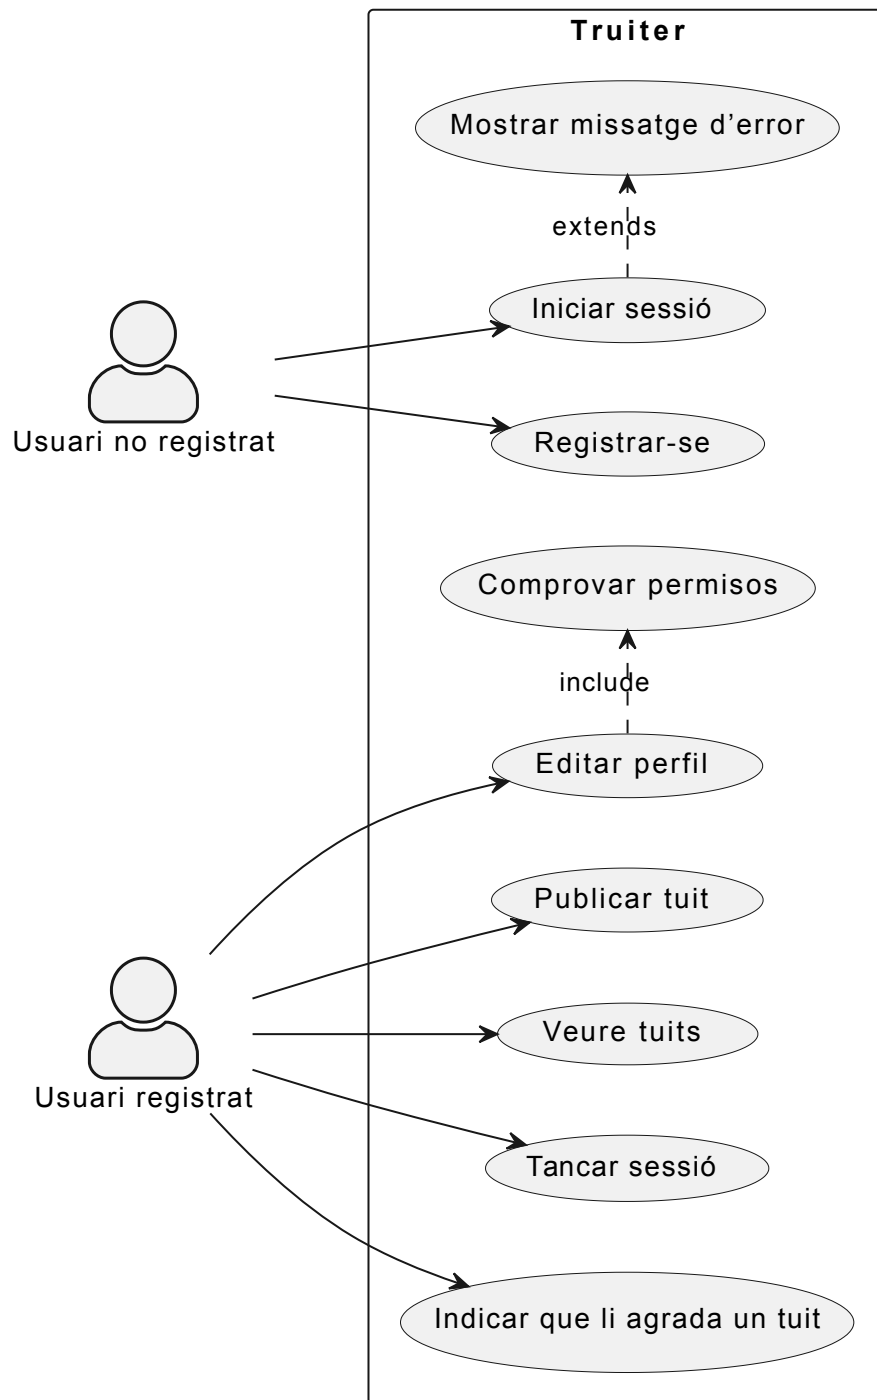 Truiter
Mostrar missatge d’error
extends
Iniciar sessió
Usuari no registrat
Registrar-se
Comprovar permisos
include
Editar perfil
Publicar tuit
Veure tuits
Usuari registrat
Tancar sessió
Indicar que li agrada un tuit